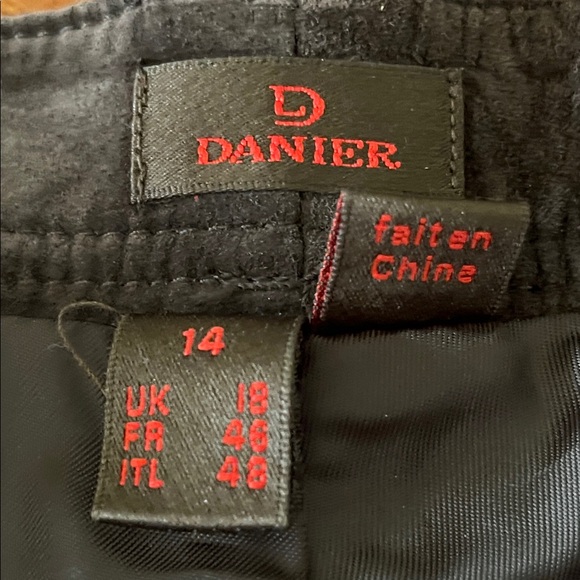 D
DANIER
fait en
Chine
14
UK 18
FR 46
ITL 48